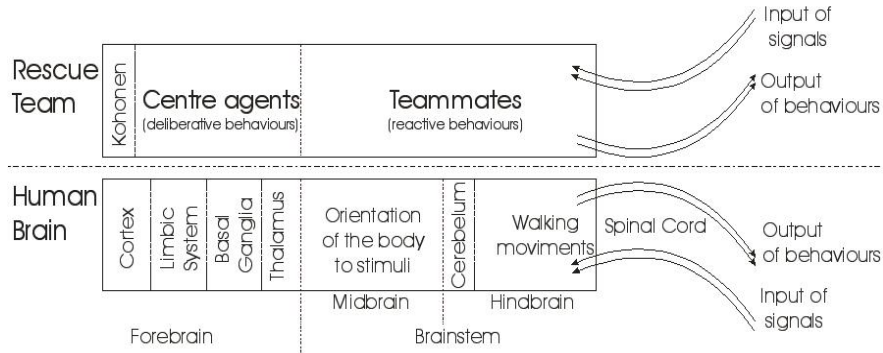 Input of
signals
Rescue
Team
Kohonen
Centre agents
(deliberative behaviours)
Teammates
(reactive behaviours)
Output
of behaviours
Human
Brain
Cortex
Limbic
System
Basal
Ganglia
Thalamus
Orientation
of the body
to stimuli
Cerebelum
Walking
moviments
Spinal Cord
Output
of behaviours
Input of
signals
Midbrain
Hindbrain
Forebrain
Brainstem